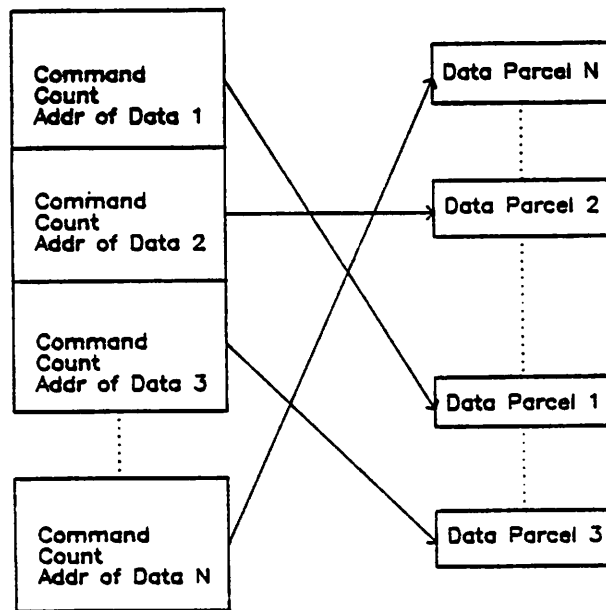 Command
Count
Addr of Data 1
Command
Count
Addr of Data 2
Command
Count
Addr of Data 3
Command
Count
Addr of Data N
Data Parcel N
Data Parcel 2
Data Parcel 1
Data Parcel 3